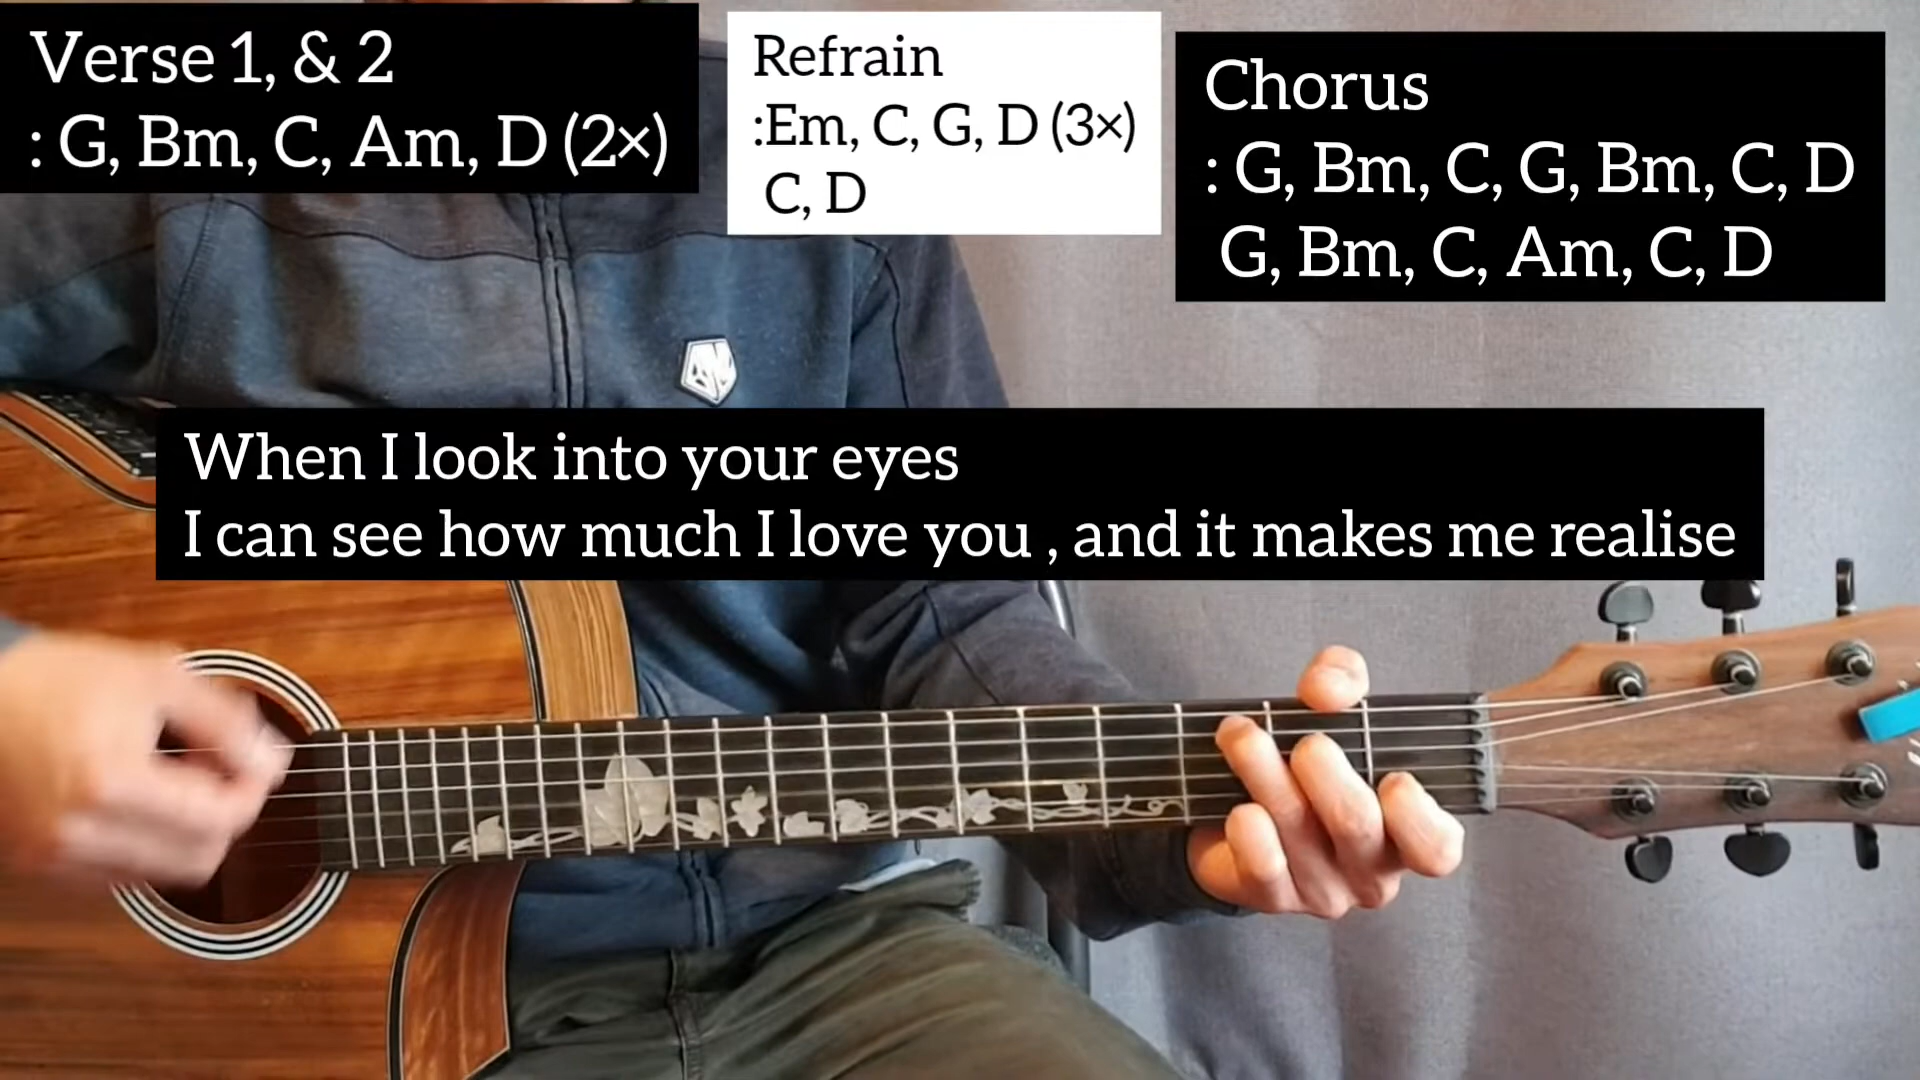 Verse 1, & 2
: G, Bm, C, Am, D (2×)
Refrain
:Em, C, G, D (3×)
C, D
Chorus
: G, Bm, C, G, Bm, C, D
G, Bm, C, Am, C, D
When I look into your eyes
I can see how much I love you , and it makes me realise